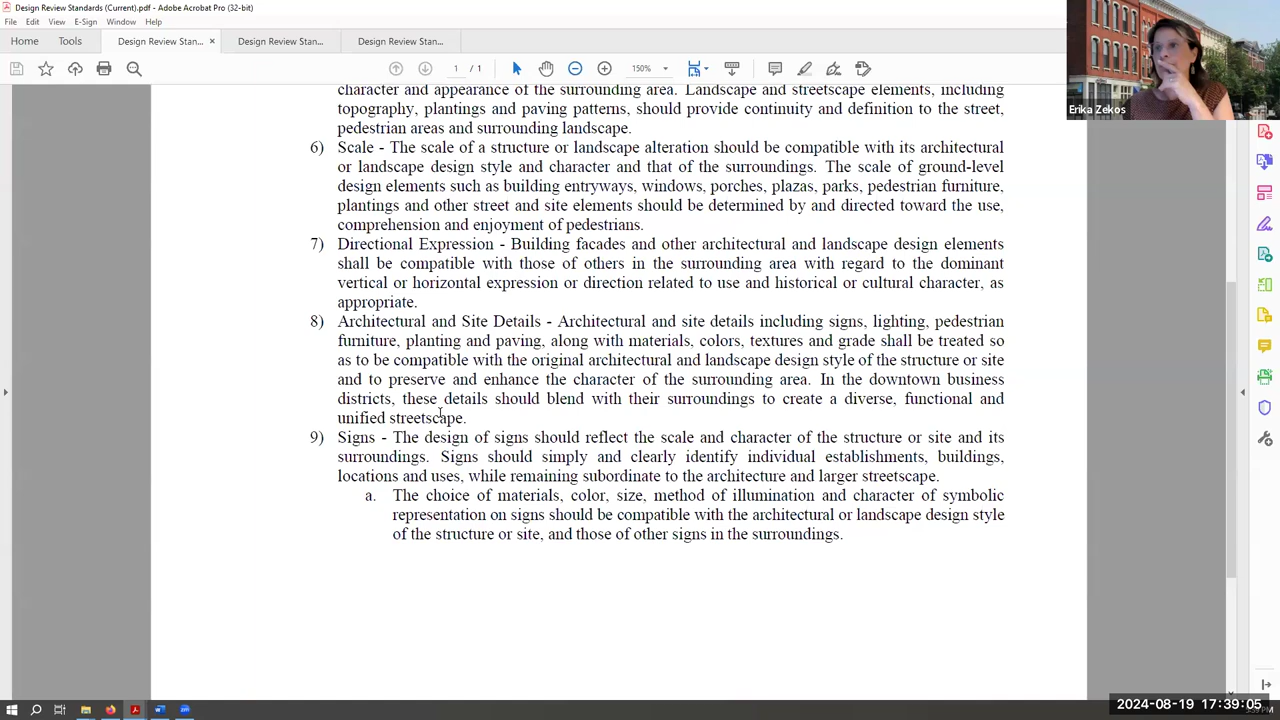 Design Review Standards (Current).pdf - Adobe Acrobat Pro (32-bit)
File Edit View E-Sign Window Help
Home Tools Design Review Stan... × Design Review Stan... Design Review Stan...
1 / 1 150%
Erika Zekos
character and appearance of the surrounding area. Landscape and streetscape elements, including
topography, plantings and paving patterns, should provide continuity and definition to the street,
pedestrian areas and surrounding landscape.
6) Scale - The scale of a structure or landscape alteration should be compatible with its architectural
or landscape design style and character and that of the surroundings. The scale of ground-level
design elements such as building entryways, windows, porches, plazas, parks, pedestrian furniture,
plantings and other street and site elements should be determined by and directed toward the use,
comprehension and enjoyment of pedestrians.
7) Directional Expression - Building facades and other architectural and landscape design elements
shall be compatible with those of others in the surrounding area with regard to the dominant
vertical or horizontal expression or direction related to use and historical or cultural character, as
appropriate.
8) Architectural and Site Details - Architectural and site details including signs, lighting, pedestrian
furniture, planting and paving, along with materials, colors, textures and grade shall be treated so
as to be compatible with the original architectural and landscape design style of the structure or site
and to preserve and enhance the character of the surrounding area. In the downtown business
districts, these details should blend with their surroundings to create a diverse, functional and
unified streetscape.
9) Signs - The design of signs should reflect the scale and character of the structure or site and its
surroundings. Signs should simply and clearly identify individual establishments, buildings,
locations and uses, while remaining subordinate to the architecture and larger streetscape.
a. The choice of materials, color, size, method of illumination and character of symbolic
representation on signs should be compatible with the architectural or landscape design style
of the structure or site, and those of other signs in the surroundings.
2024-08-19 17:39:05